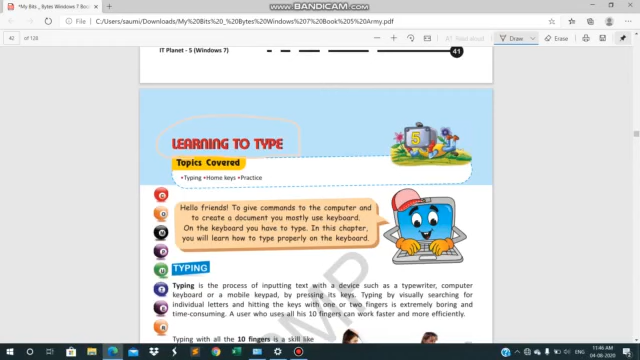 www.BANDICAM.com
*My Bits _ Bytes Windows 7 Book
C:/Users/saumi/Downloads/My%20Bits%20_%20Bytes%20Windows%207%20Book%205%20Army.pdf
42 of 128
Read aloud
Draw
Erase
IT Planet - 5 (Windows 7)
41
LEARNING TO TYPE
5
Topics Covered
•Typing •Home keys •Practice
Hello friends! To give commands to the computer and
to create a document you mostly use keyboard.
On the keyboard you have to type. In this chapter,
you will learn how to type properly on the keyboard.
TYPING
Typing is the process of inputting text with a device such as a typewriter, computer
keyboard or a mobile keypad, by pressing its keys. Typing by visually searching for
individual letters and hitting the keys with one or two fingers is extremely boring and
time-consuming. A user who uses all his 10 fingers can work faster and more efficiently.
Typing with all the 10 fingers is a skill like
11:46 AM
04-08-2020